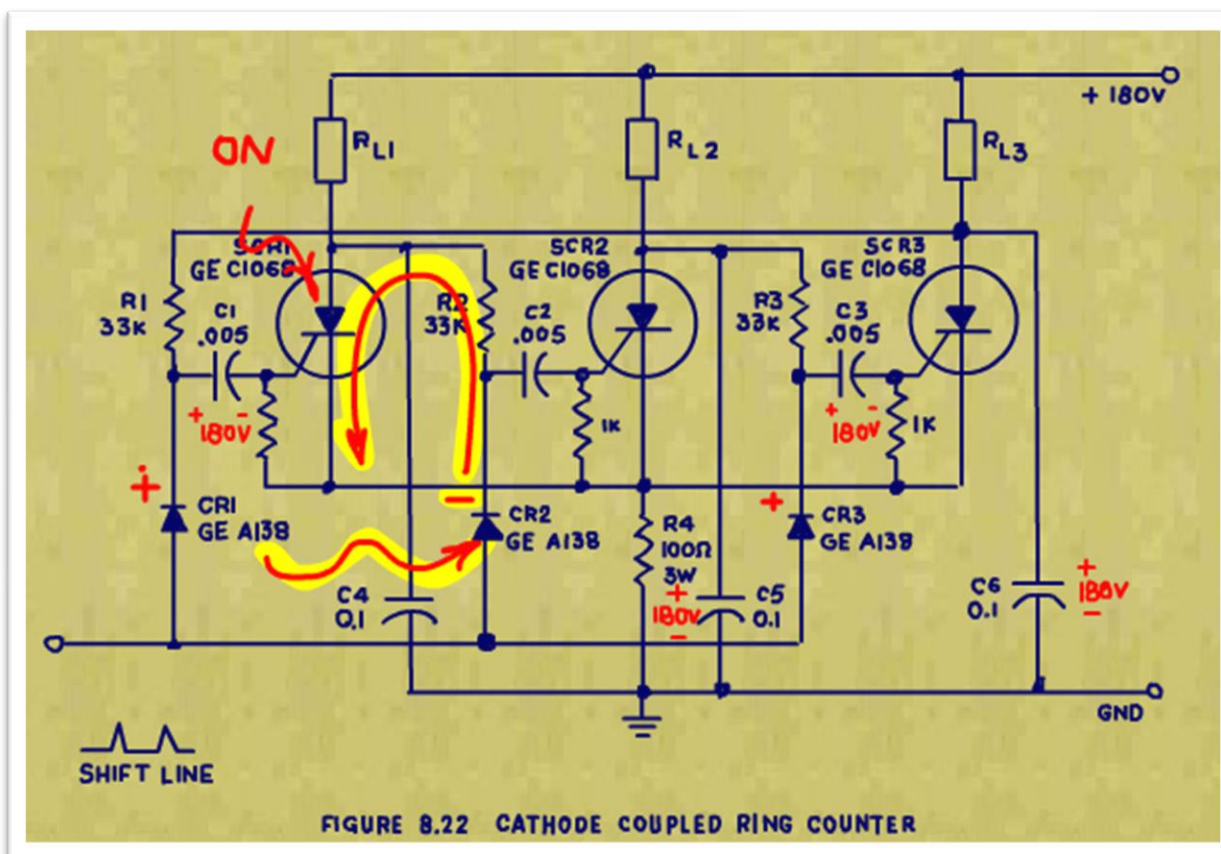 + 180V
ON
RL1
RL2
RL3
SCR1
GE C106B
SCR2
GE C106B
SCR3
GE C106B
R1
33K
C1
.005
R2
33K
C2
.005
R3
33K
C3
.005
+ -
180V
1K
+ -
180V
1K
+
CR1
GE A13B
-
CR2
GE A13B
R4
100Ω
3W
+
CR3
GE A13B
C4
0.1
+
180V
-
C5
0.1
C6
0.1
+
180V
-
GND
SHIFT LINE
FIGURE 8.22 CATHODE COUPLED RING COUNTER